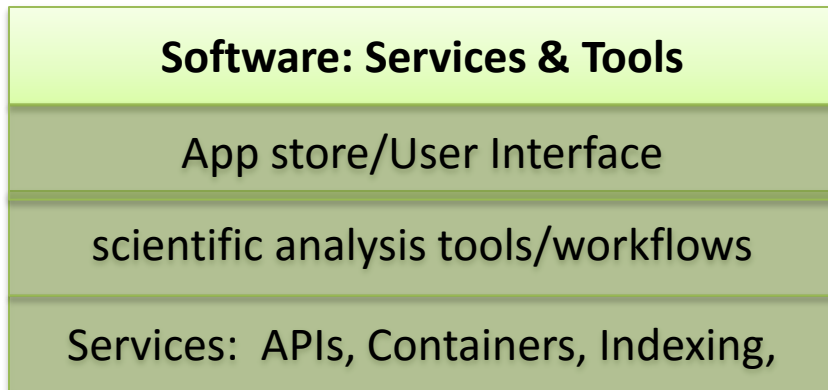 Software: Services & Tools
App store/User Interface
scientific analysis tools/workflows
Services:  APIs, Containers, Indexing,